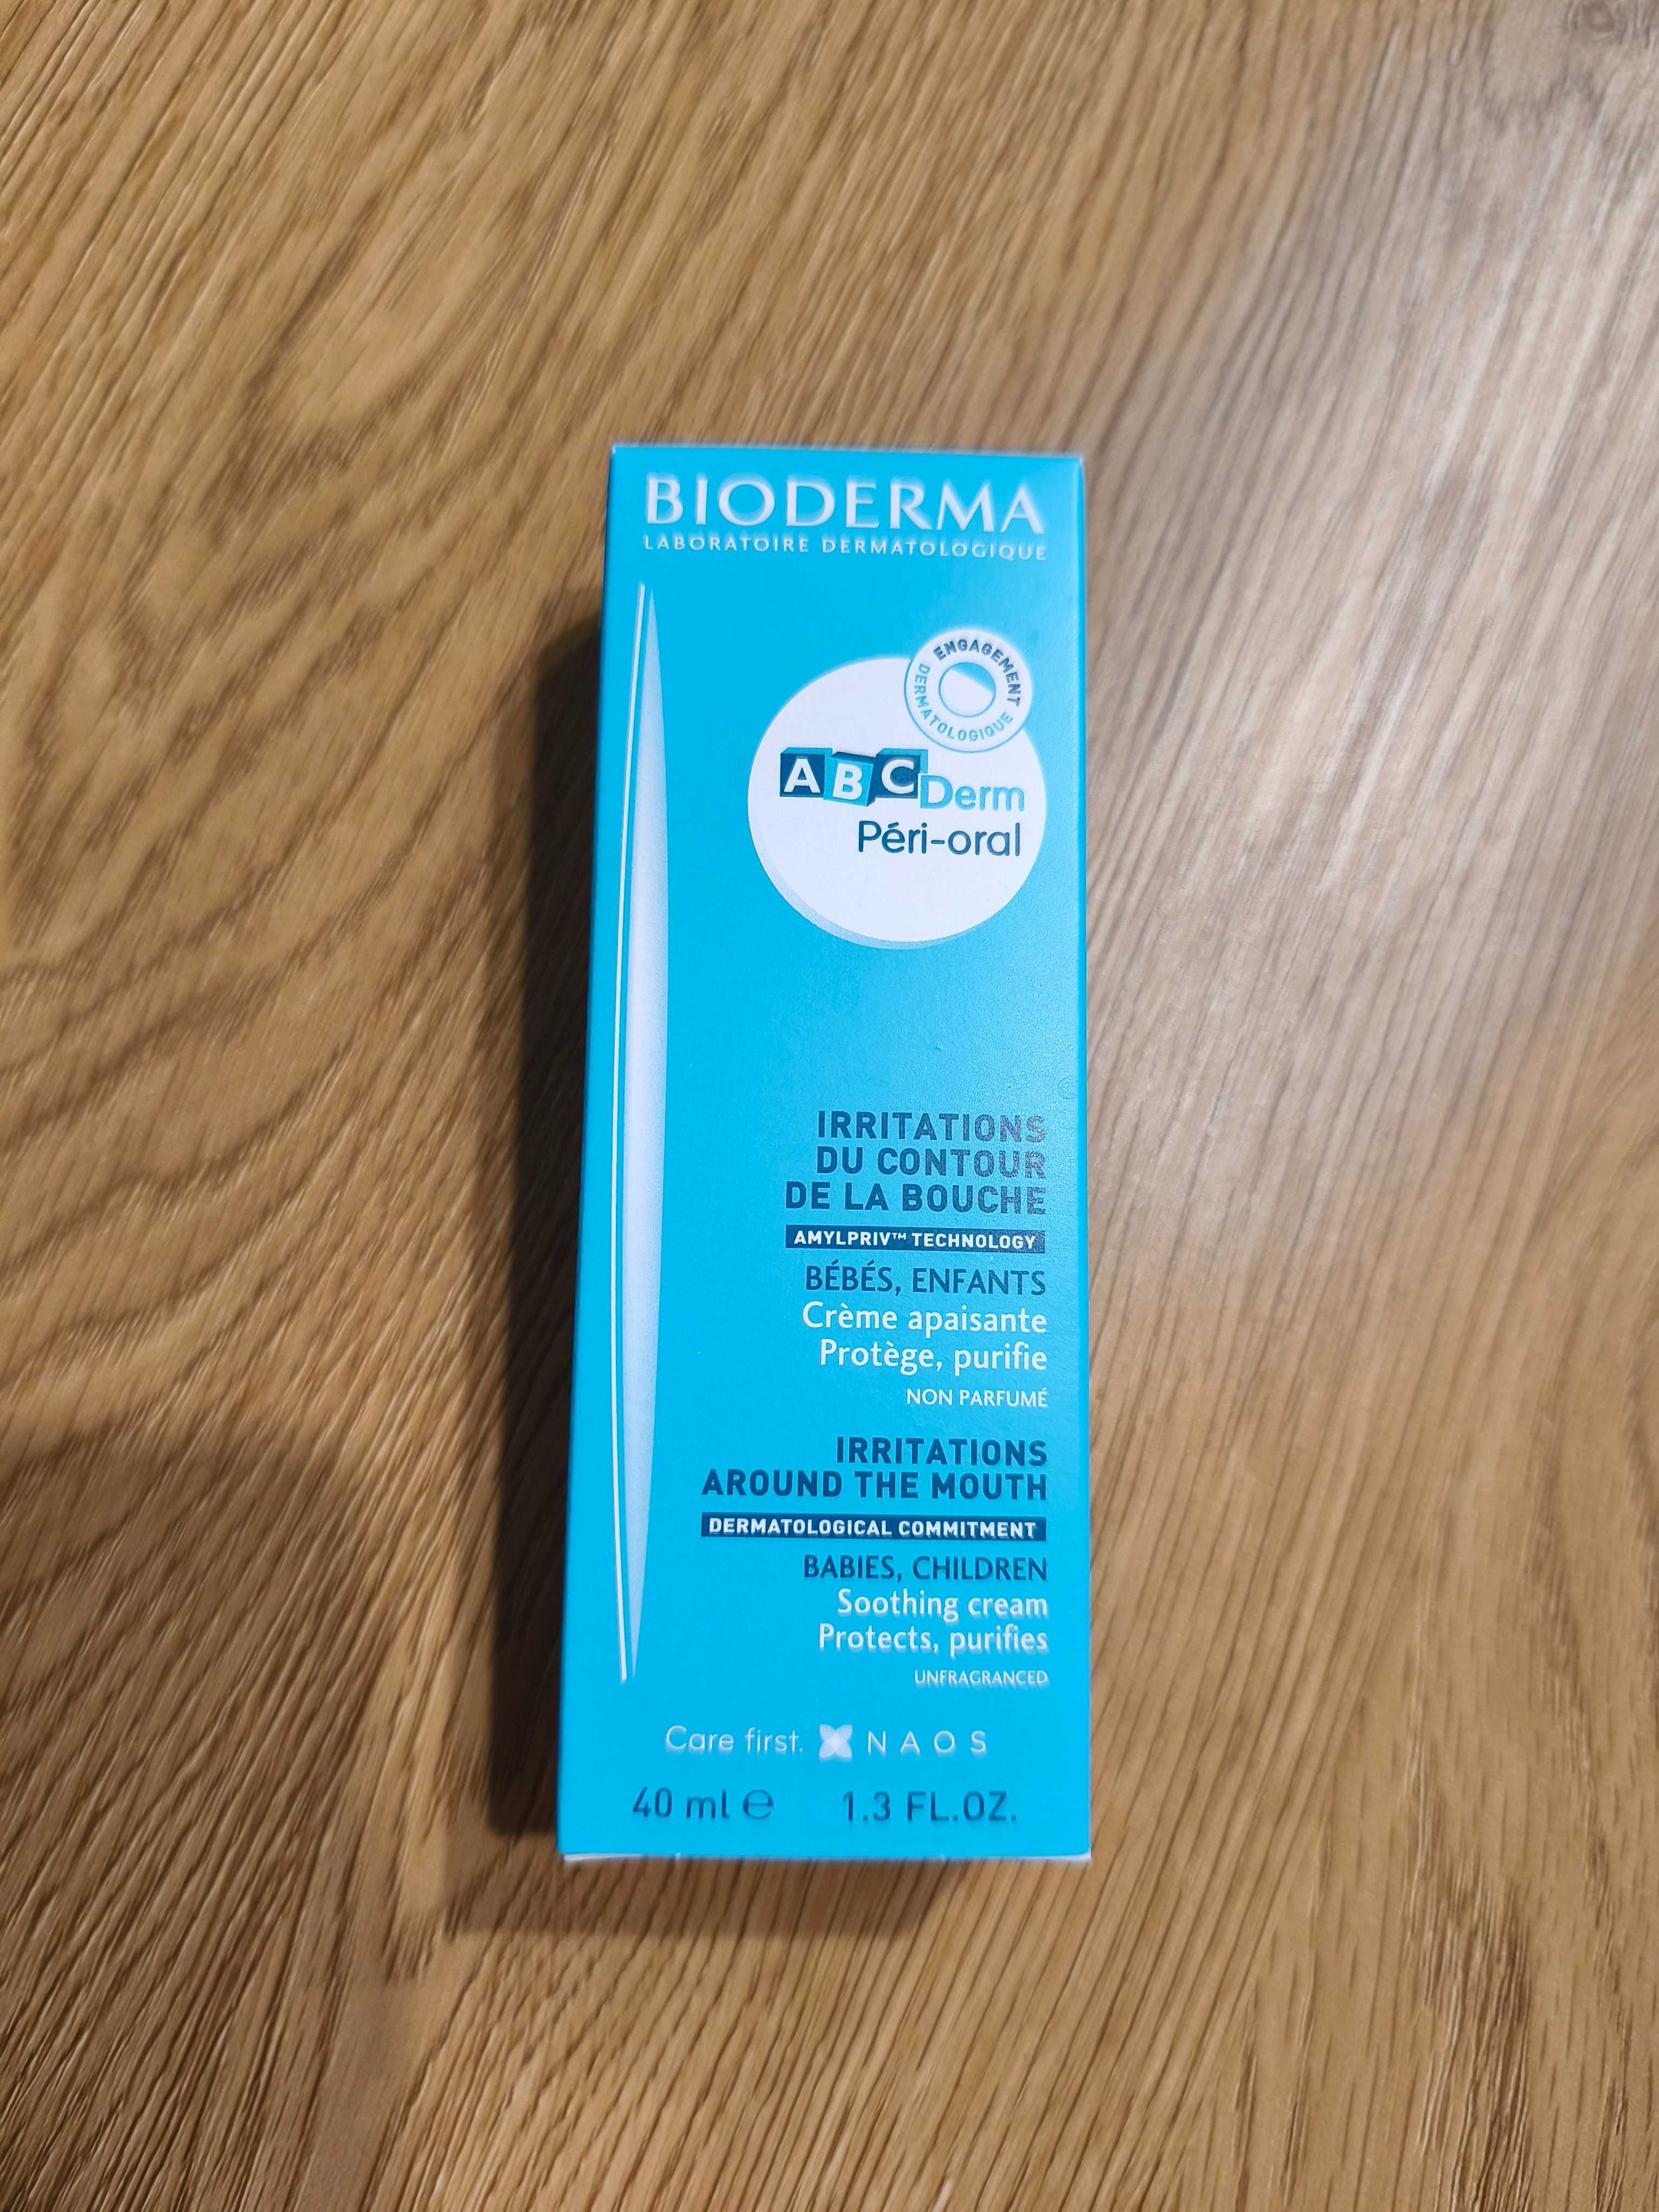 BIODERMA
LABORATOIRE DERMATOLOGIQUE
ENGAGEMENT
DERMATOLOGIQUE
ABCDerm
Péri-oral
IRRITATIONS
DU CONTOUR
DE LA BOUCHE
AMYLPRIV™ TECHNOLOGY
BÉBÉS, ENFANTS
Crème apaisante
Protège, purifie
NON PARFUMÉ
IRRITATIONS
AROUND THE MOUTH
DERMATOLOGICAL COMMITMENT
BABIES, CHILDREN
Soothing cream
Protects, purifies
UNFRAGRANCED
Care first. NAOS
40 ml ℮ 1.3 FL.OZ.